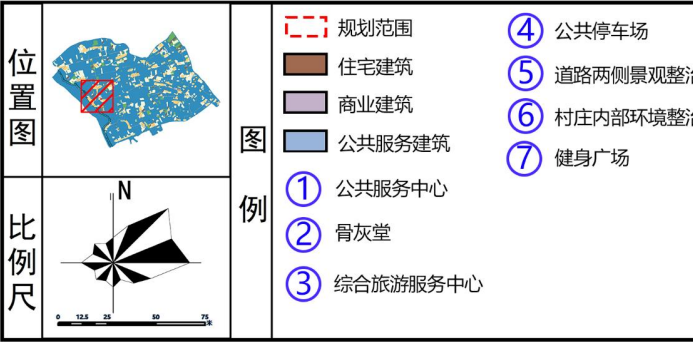 位置图
比例尺
N
0 12.5 25 50 75
米
图例
规划范围
住宅建筑
商业建筑
公共服务建筑
① 公共服务中心
② 骨灰堂
③ 综合旅游服务中心
④ 公共停车场
⑤ 道路两侧景观整治
⑥ 村庄内部环境整治
⑦ 健身广场